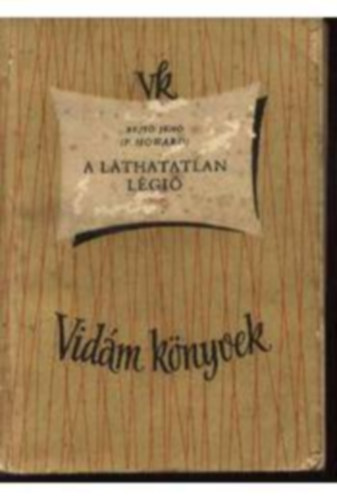 vk
REJTŐ JENŐ
(P. HOWARD)
A LÁTHATATLAN
LÉGIÓ
Vidám könyvek